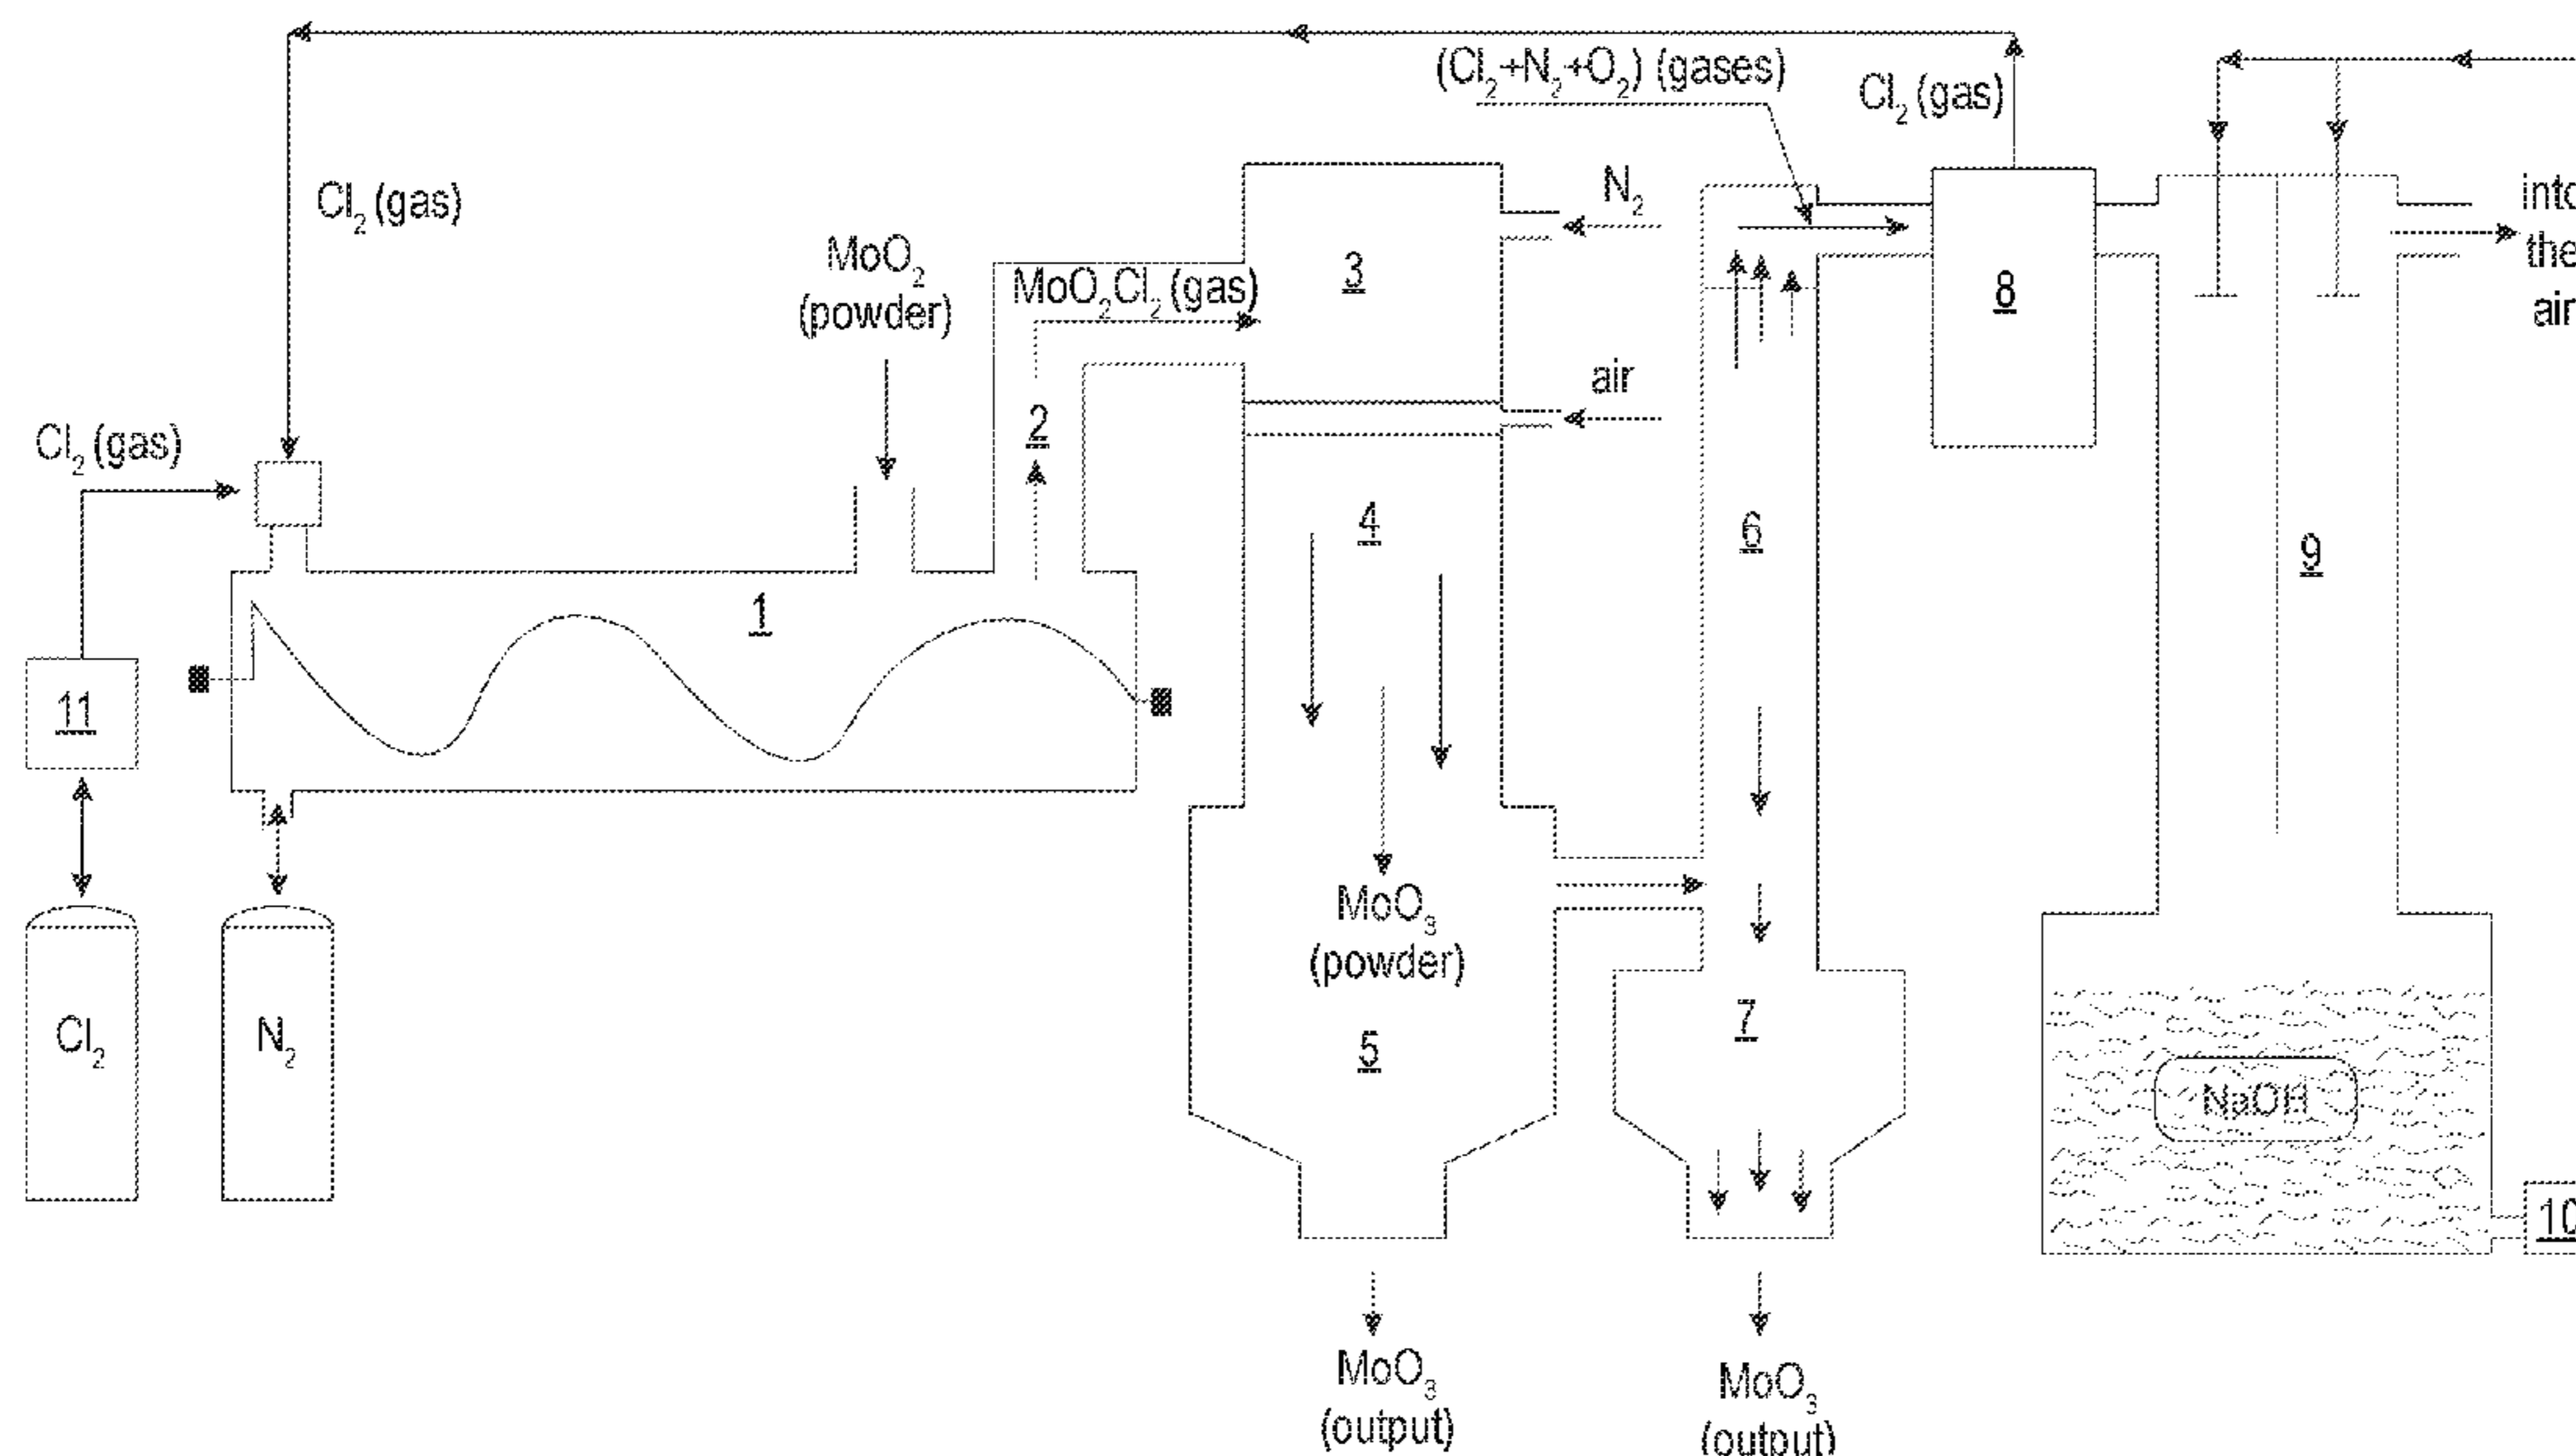 (Cl₂+N₂+O₂) (gases)
Cl₂ (gas)
Cl₂ (gas)
N₂
into
the
air
MoO₂
(powder)
MoO₂Cl₂ (gas)
3
8
air
2
Cl₂ (gas)
4
6
9
1
11
MoO₃
(powder)
Cl₂
N₂
5
7
NaOH
10
MoO₃
(output)
MoO₃
(output)